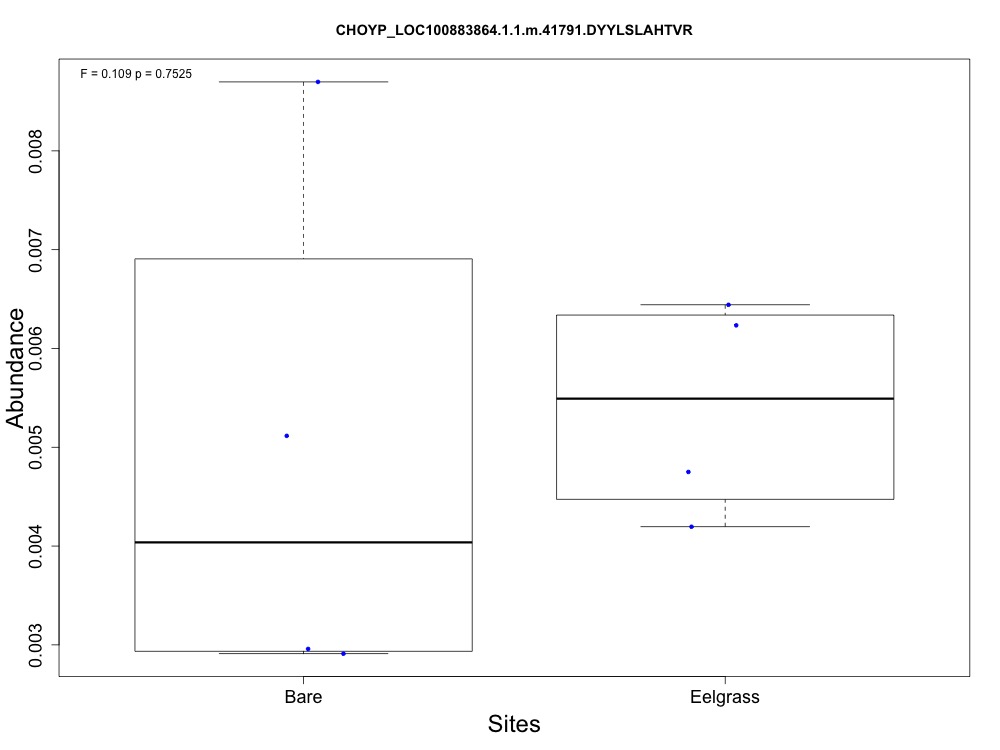 CHOYP_LOC100883864.1.1.m.41791.DYYLSLAHTVR
F = 0.109 p = 0.7525
0.008
0.007
0.006
0.005
0.004
0.003
Abundance
Bare
Eelgrass
Sites